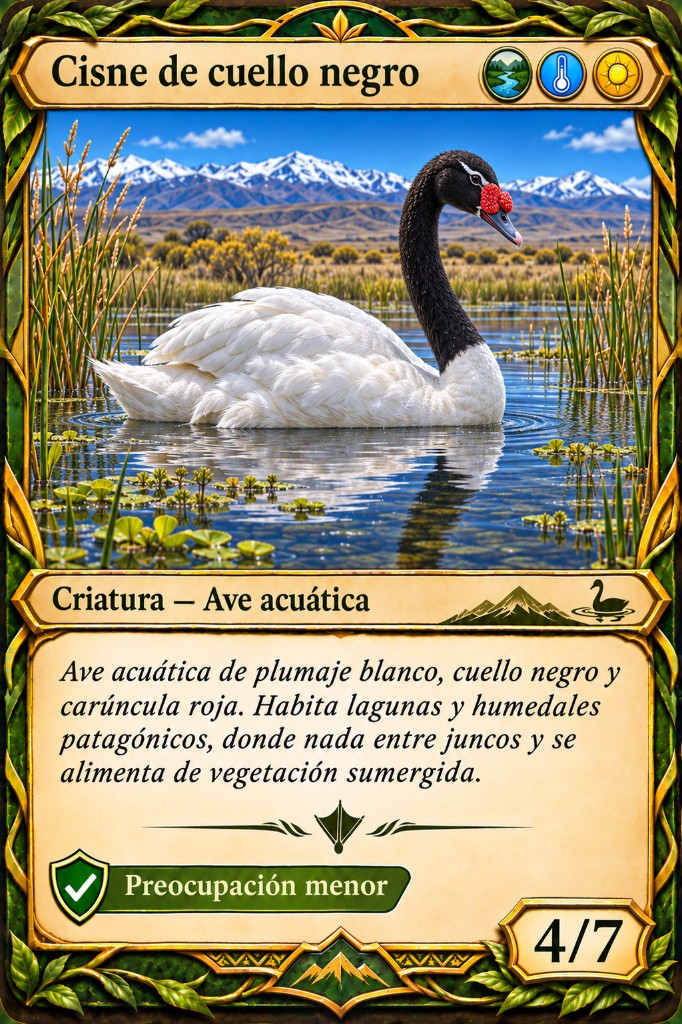 Cisne de cuello negro
Criatura — Ave acuática
Ave acuática de plumaje blanco, cuello negro y
carúncula roja. Habita lagunas y humedales
patagónicos, donde nada entre juncos y se
alimenta de vegetación sumergida.
Preocupación menor
4/7